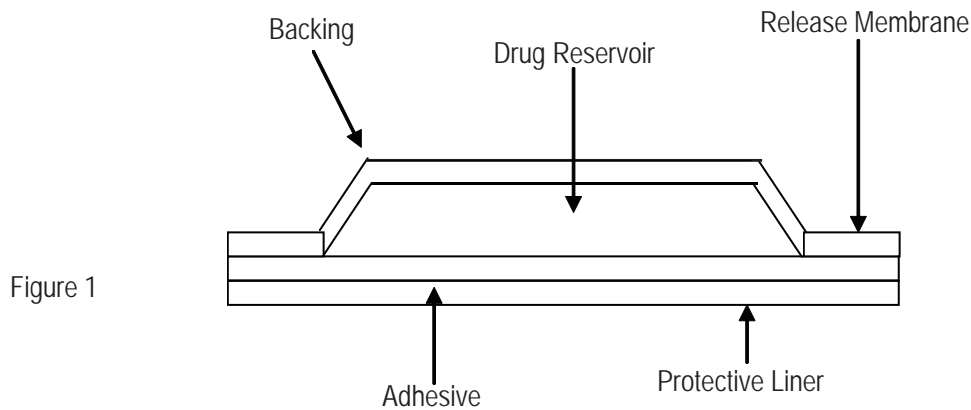 Release Membrane
Backing
Drug Reservoir
Figure 1
Adhesive
Protective Liner